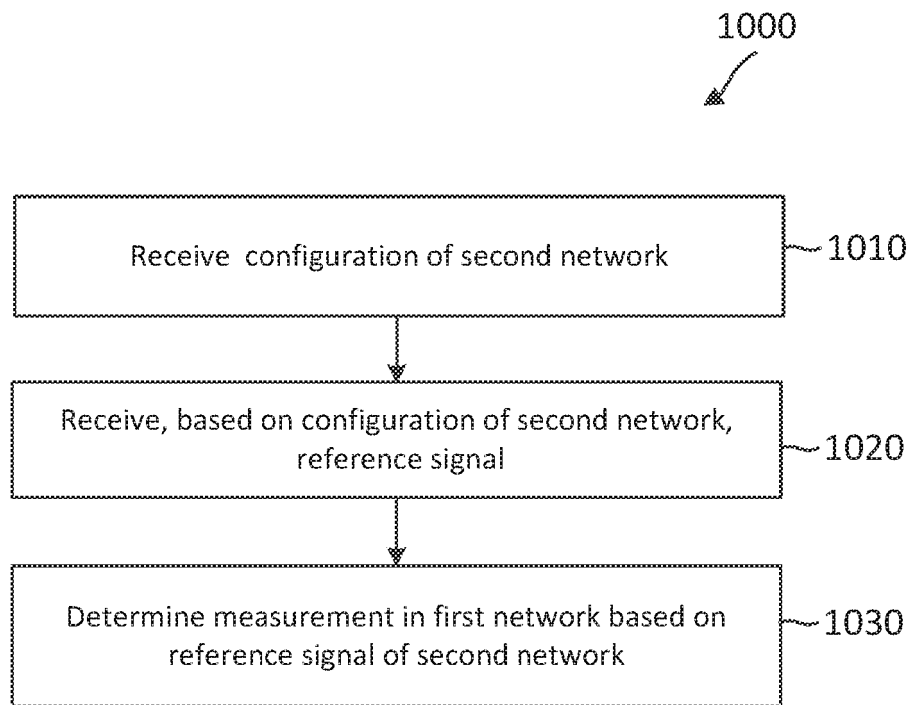 1000
Receive configuration of second network
1010
Receive, based on configuration of second network,
reference signal
1020
Determine measurement in first network based on
reference signal of second network
1030